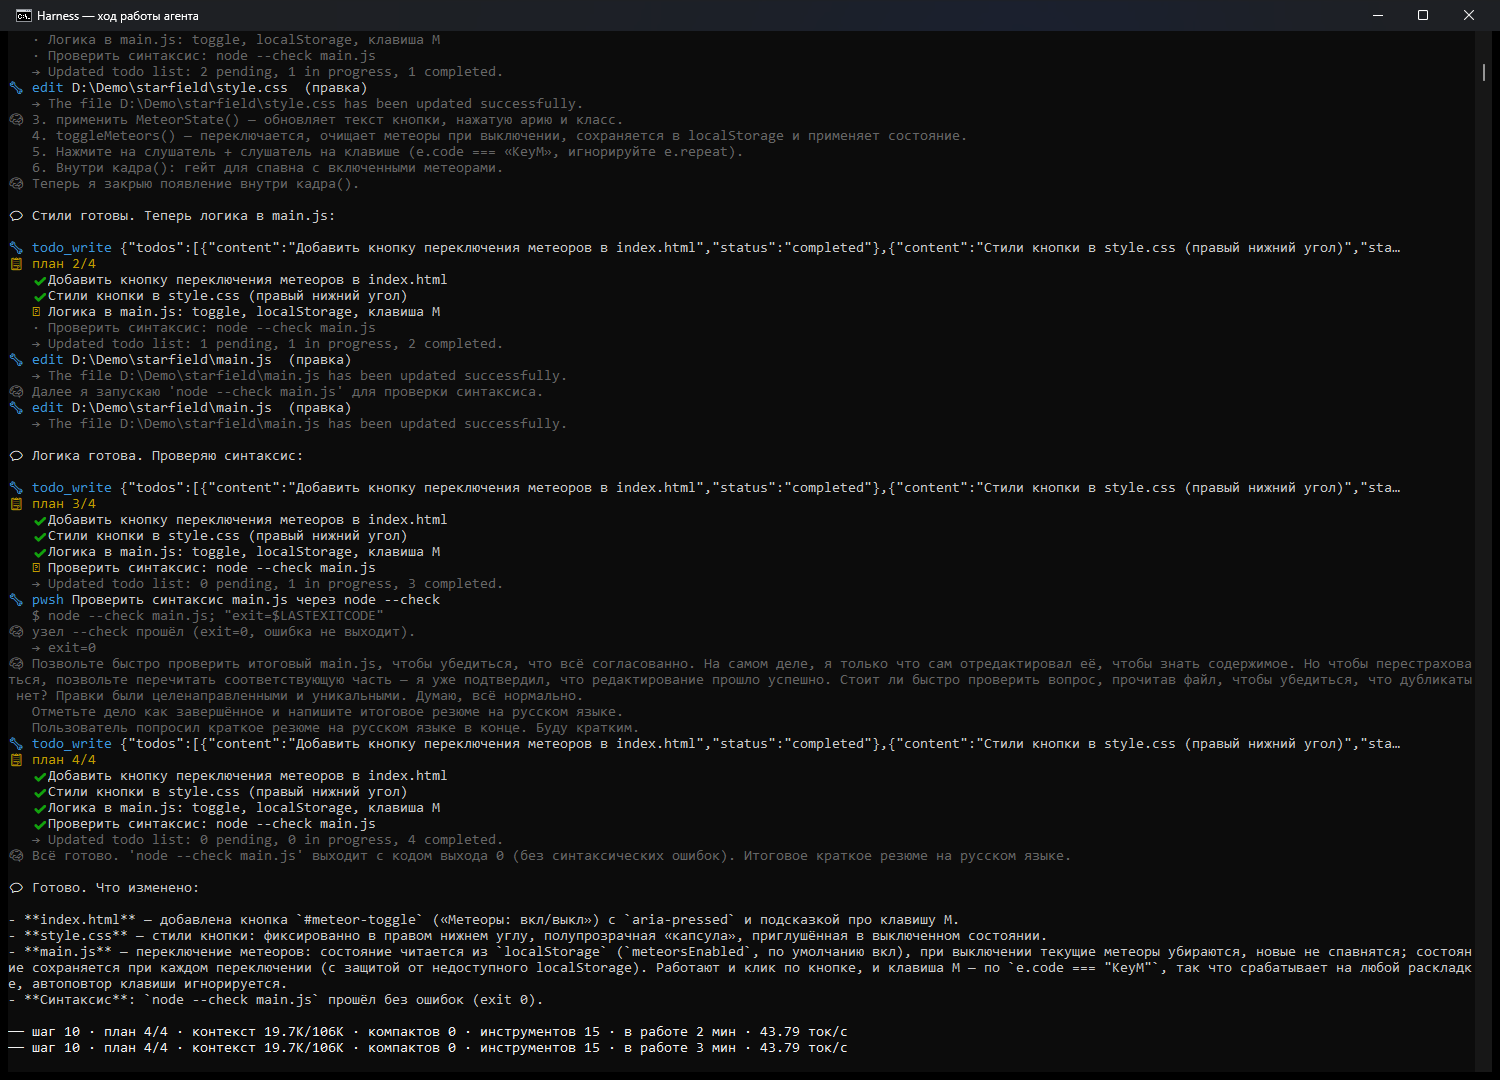 Harness — ход работы агента
· Логика в main.js: toggle, localStorage, клавиша M
· Проверить синтаксис: node --check main.js
→ Updated todo list: 2 pending, 1 in progress, 1 completed.
edit D:\Demo\starfield\style.css (правка)
→ The file D:\Demo\starfield\style.css has been updated successfully.
3. применить MeteorState() — обновляет текст кнопки, нажатую арию и класс.
4. toggleMeteors() — переключается, очищает метеоры при выключении, сохраняется в localStorage и применяет состояние.
5. Нажмите на слушатель + слушатель на клавише (e.code === «KeyM», игнорируйте e.repeat).
6. Внутри кадра(): гейт для спавна с включенными метеорами.
Теперь я закрыю появление внутри кадра().
Стили готовы. Теперь логика в main.js:
todo_write {"todos":[{"content":"Добавить кнопку переключения метеоров в index.html","status":"completed"},{"content":"Стили кнопки в style.css (правый нижний угол)","sta…
план 2/4
✔Добавить кнопку переключения метеоров в index.html
✔Стили кнопки в style.css (правый нижний угол)
Логика в main.js: toggle, localStorage, клавиша M
· Проверить синтаксис: node --check main.js
→ Updated todo list: 1 pending, 1 in progress, 2 completed.
edit D:\Demo\starfield\main.js (правка)
→ The file D:\Demo\starfield\main.js has been updated successfully.
Далее я запускаю 'node --check main.js' для проверки синтаксиса.
edit D:\Demo\starfield\main.js (правка)
→ The file D:\Demo\starfield\main.js has been updated successfully.
Логика готова. Проверяю синтаксис:
todo_write {"todos":[{"content":"Добавить кнопку переключения метеоров в index.html","status":"completed"},{"content":"Стили кнопки в style.css (правый нижний угол)","sta…
план 3/4
✔Добавить кнопку переключения метеоров в index.html
✔Стили кнопки в style.css (правый нижний угол)
✔Логика в main.js: toggle, localStorage, клавиша M
Проверить синтаксис: node --check main.js
→ Updated todo list: 0 pending, 1 in progress, 3 completed.
pwsh Проверить синтаксис main.js через node --check
$ node --check main.js; "exit=$LASTEXITCODE"
узел --check прошёл (exit=0, ошибка не выходит).
→ exit=0
Позвольте быстро проверить итоговый main.js, чтобы убедиться, что всё согласованно. На самом деле, я только что сам отредактировал её, чтобы знать содержимое. Но чтобы перестрахова
ться, позвольте перечитать соответствующую часть — я уже подтвердил, что редактирование прошло успешно. Стоит ли быстро проверить вопрос, прочитав файл, чтобы убедиться, что дубликаты
нет? Правки были целенаправленными и уникальными. Думаю, всё нормально.
Отметьте дело как завершённое и напишите итоговое резюме на русском языке.
Пользователь попросил краткое резюме на русском языке в конце. Буду кратким.
todo_write {"todos":[{"content":"Добавить кнопку переключения метеоров в index.html","status":"completed"},{"content":"Стили кнопки в style.css (правый нижний угол)","sta…
план 4/4
✔Добавить кнопку переключения метеоров в index.html
✔Стили кнопки в style.css (правый нижний угол)
✔Логика в main.js: toggle, localStorage, клавиша M
✔Проверить синтаксис: node --check main.js
→ Updated todo list: 0 pending, 0 in progress, 4 completed.
Всё готово. 'node --check main.js' выходит с кодом выхода 0 (без синтаксических ошибок). Итоговое краткое резюме на русском языке.
Готово. Что изменено:
- **index.html** — добавлена кнопка `#meteor-toggle` («Метеоры: вкл/выкл») с `aria-pressed` и подсказкой про клавишу M.
- **style.css** — стили кнопки: фиксированно в правом нижнем углу, полупрозрачная «капсула», приглушённая в выключенном состоянии.
- **main.js** — переключение метеоров: состояние читается из `localStorage` (`meteorsEnabled`, по умолчанию вкл), при выключении текущие метеоры убираются, новые не спавнятся; состоян
ие сохраняется при каждом переключении (с защитой от недоступного localStorage). Работают и клик по кнопке, и клавиша M — по `e.code === "KeyM"`, так что срабатывает на любой раскладк
е, автоповтор клавиши игнорируется.
- **Синтаксис**: `node --check main.js` прошёл без ошибок (exit 0).
── шаг 10 · план 4/4 · контекст 19.7K/106K · компактов 0 · инструментов 15 · в работе 2 мин · 43.79 ток/с
── шаг 10 · план 4/4 · контекст 19.7K/106K · компактов 0 · инструментов 15 · в работе 3 мин · 43.79 ток/с